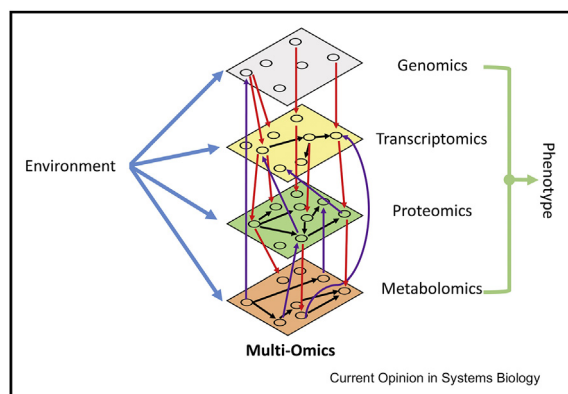 Genomics
Transcriptomics
Environment
Proteomics
Phenotype
Metabolomics
Multi-Omics
Current Opinion in Systems Biology